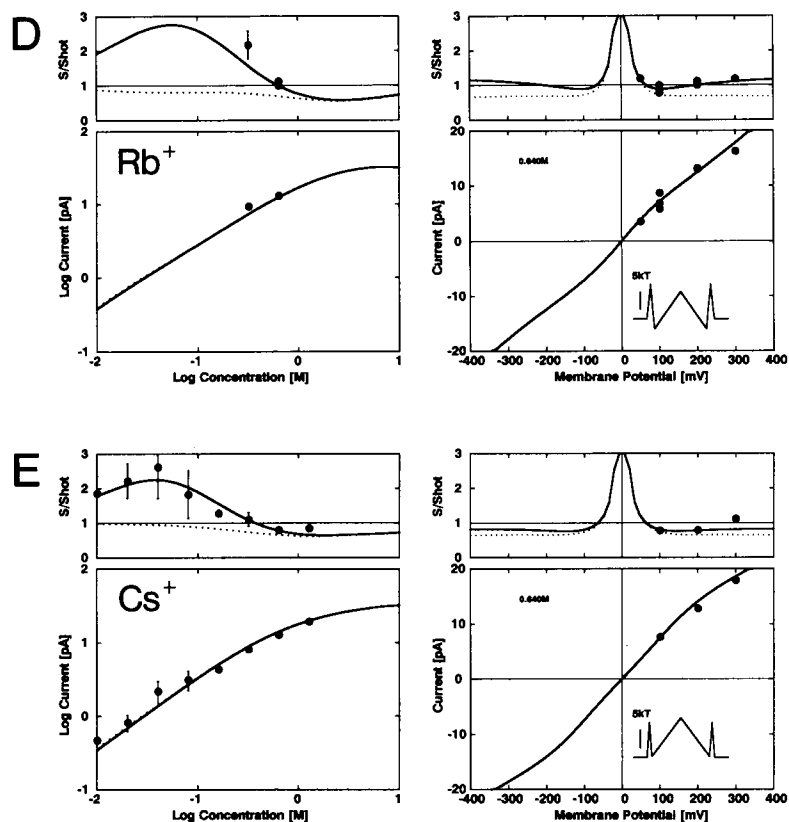 D
S/Shot
3
2
1
0
S/Shot
3
2
1
0
Rb+
Log Current [pA]
2
1
0
-1
-2 -1 0 1
Log Concentration [M]
0.640M
Current [pA]
20
10
0
-10
-20
5kT
-400 -300 -200 -100 0 100 200 300 400
Membrane Potential [mV]
E
S/Shot
3
2
1
0
S/Shot
3
2
1
0
Cs+
Log Current [pA]
2
1
0
-1
-2 -1 0 1
Log Concentration [M]
0.640M
Current [pA]
20
10
0
-10
-20
5kT
-400 -300 -200 -100 0 100 200 300 400
Membrane Potential [mV]